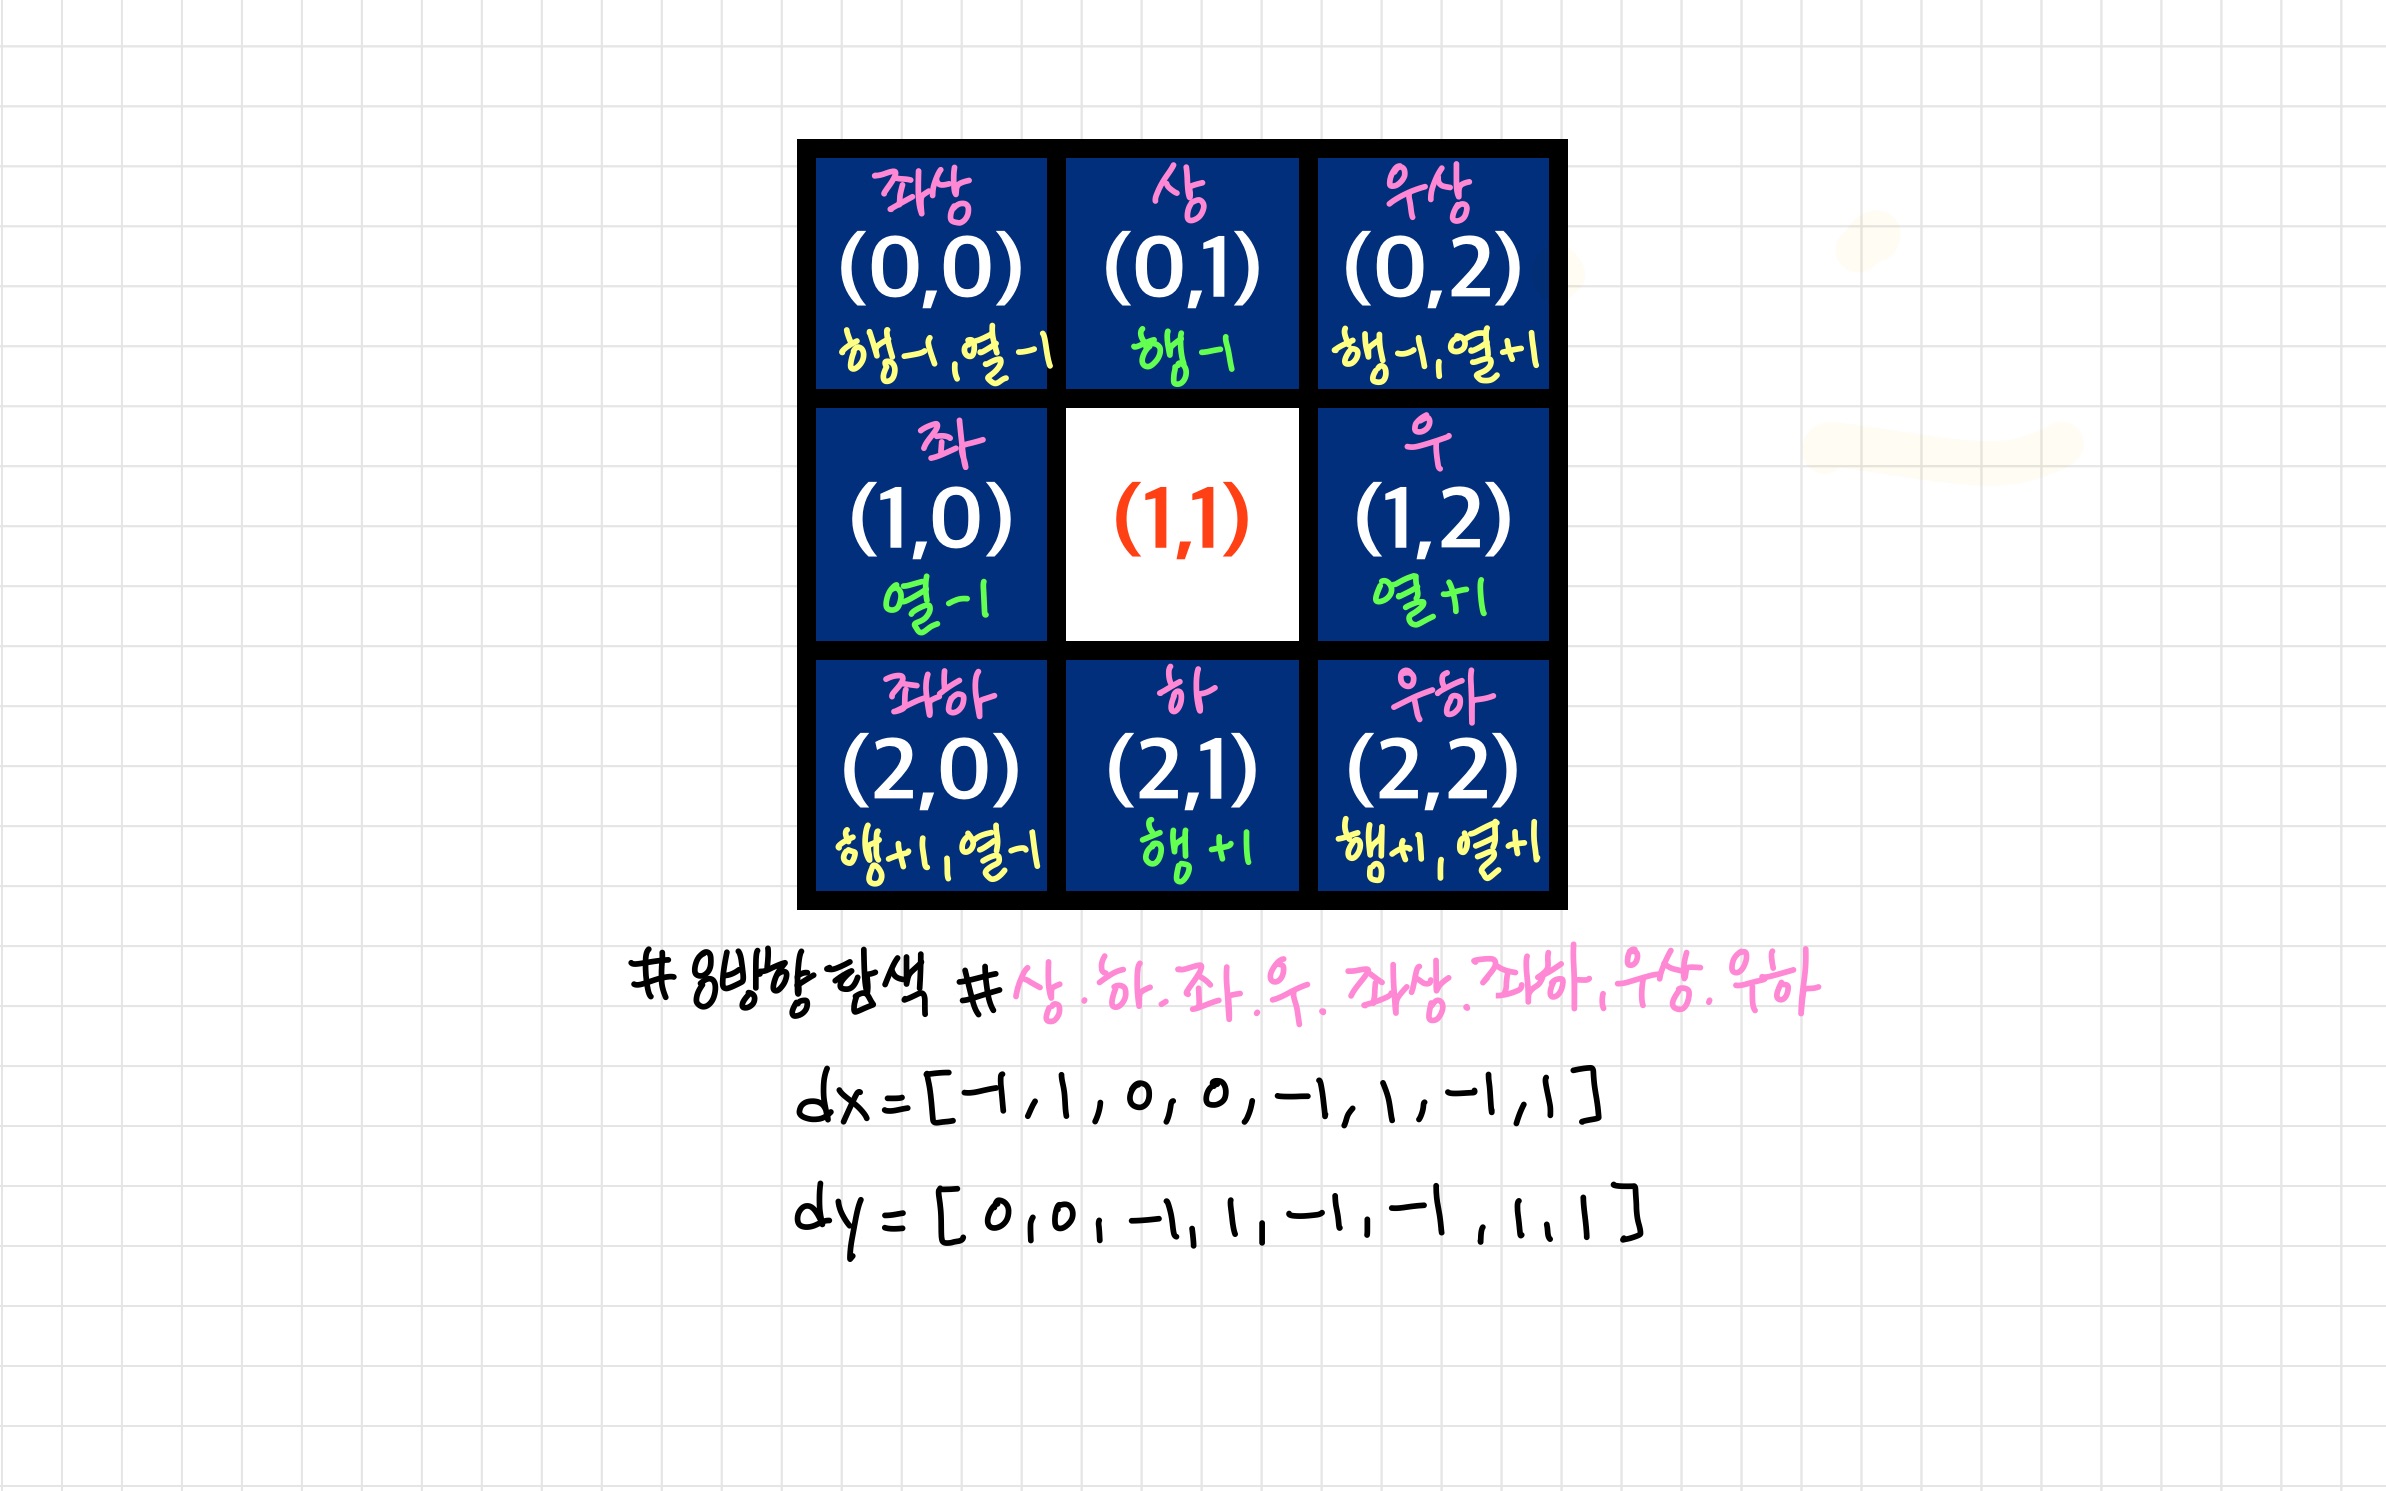 좌상 상 우상
(0,0) (0,1) (0,2)
행-1,열-1 행-1 행-1,열+1
좌 우
(1,0) (1,1) (1,2)
열-1 열+1
좌하 하 우하
(2,0) (2,1) (2,2)
행+1,열-1 행+1 행+1,열+1
#8방향탐색 #상.하.좌.우.좌상.좌하.우상.우하
dx=[-1,1,0,0,-1,1,-1,1]
dy=[0,0,-1,1,-1,-1,1,1]